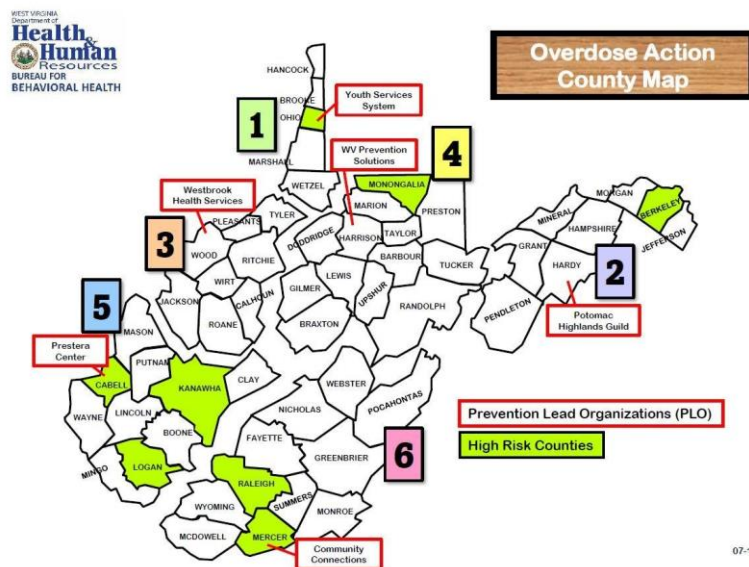 WEST VIRGINIA
Department of
Health &
Human
Resources
BUREAU FOR
BEHAVIORAL HEALTH
Overdose Action
County Map
HANCOCK
BROOKE
OHIO
Youth Services
System
1
MARSHALL
WETZEL
WV Prevention
Solutions
4
MONONGALIA
MARION
PRESTON
Westbrook
Health Services
PLEASANTS
TYLER
DODDRIDGE
HARRISON
TAYLOR
BARBOUR
TUCKER
3
WOOD
RITCHIE
WIRT
MORGAN
BERKELEY
MINERAL
HAMPSHIRE
JEFFERSON
GRANT
HARDY
2
PENDLETON
Potomac
Highlands Guild
JACKSON
CALHOUN
ROANE
GILMER
LEWIS
UPSHUR
RANDOLPH
BRAXTON
5
MASON
Prestera
Center
PUTNAM
CABELL
KANAWHA
CLAY
WEBSTER
POCAHONTAS
WAYNE
LINCOLN
BOONE
NICHOLAS
FAYETTE
GREENBRIER
6
MINGO
LOGAN
RALEIGH
SUMMERS
MONROE
WYOMING
MCDOWELL
MERCER
Community
Connections
Prevention Lead Organizations (PLO)
High Risk Counties
07-1